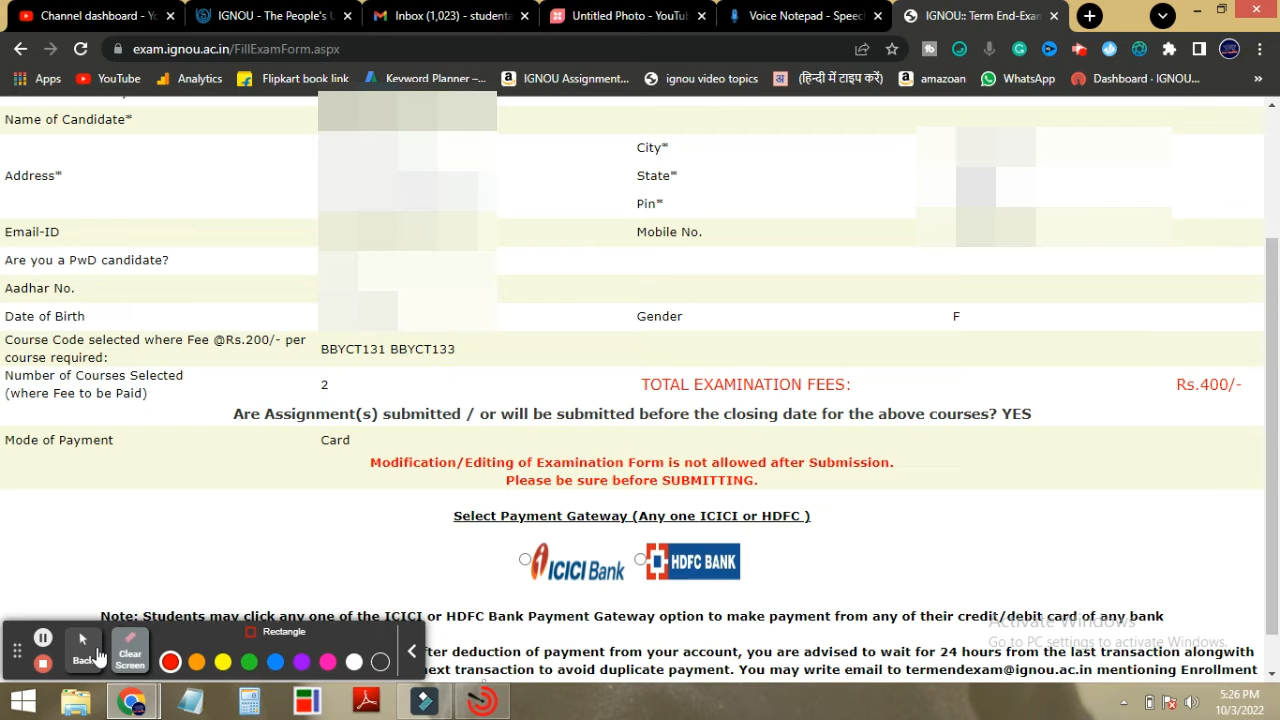 Channel dashboard - Yo
IGNOU - The People's U
Inbox (1,023) - studenta
Untitled Photo - YouTu
Voice Notepad - Speec
IGNOU:: Term End-Exan
exam.ignou.ac.in/FillExamForm.aspx
Apps
YouTube
Analytics
Flipkart book link
Keyword Planner –...
IGNOU Assignment...
ignou video topics
(हिन्दी में टाइप करें)
amazoan
WhatsApp
Dashboard · IGNOU...
Name of Candidate*
City*
Address*
State*
Pin*
Email-ID
Mobile No.
Are you a PwD candidate?
Aadhar No.
Date of Birth
Gender
F
Course Code selected where Fee @Rs.200/- per
course required:
BBYCT131 BBYCT133
Number of Courses Selected
(where Fee to be Paid)
2
TOTAL EXAMINATION FEES:
Rs.400/-
Are Assignment(s) submitted / or will be submitted before the closing date for the above courses? YES
Mode of Payment
Card
Modification/Editing of Examination Form is not allowed after Submission.
Please be sure before SUBMITTING.
Select Payment Gateway (Any one ICICI or HDFC )
ICICI Bank
HDFC BANK
Note: Students may click any one of the ICICI or HDFC Bank Payment Gateway option to make payment from any of their credit/debit card of any bank
Activate Windows
Go to PC settings to activate Windows.
Rectangle
Back
Clear
Screen
fter deduction of payment from your account, you are advised to wait for 24 hours from the last transaction alongwith
next transaction to avoid duplicate payment. You may write email to termendexam@ignou.ac.in mentioning Enrollment
5:26 PM
10/3/2022